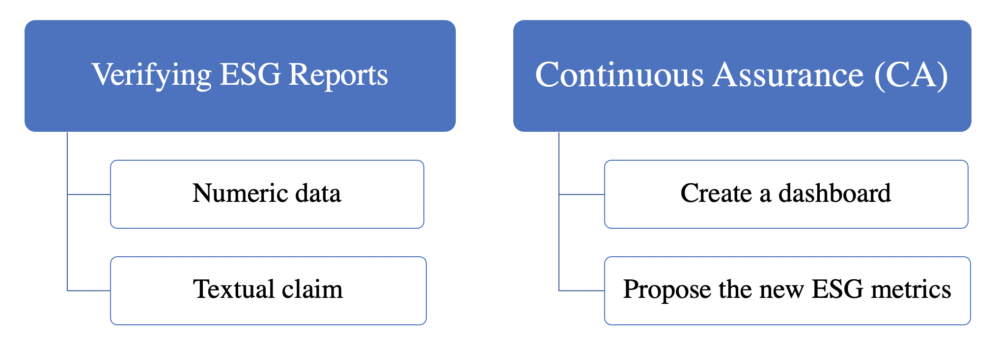 Verifying ESG Reports
Numeric data
Textual claim
Continuous Assurance (CA)
Create a dashboard
Propose the new ESG metrics